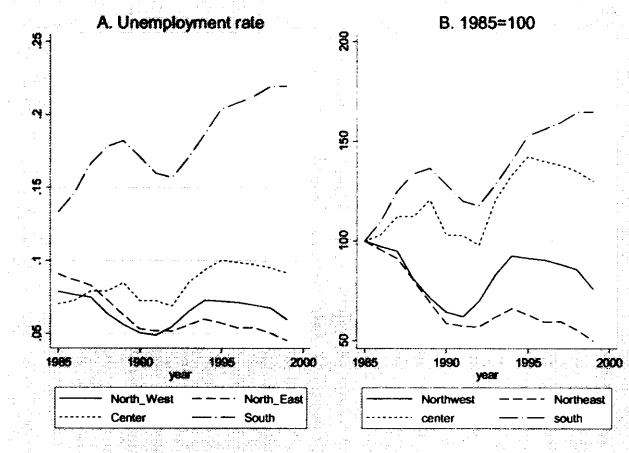 A. Unemployment rate
.25
.2
.15
.1
.05
1985 1990 1995 2000
year
North_West North_East
Center South
B. 1985=100
200
150
100
50
1985 1990 1995 2000
year
Northwest Northeast
center south